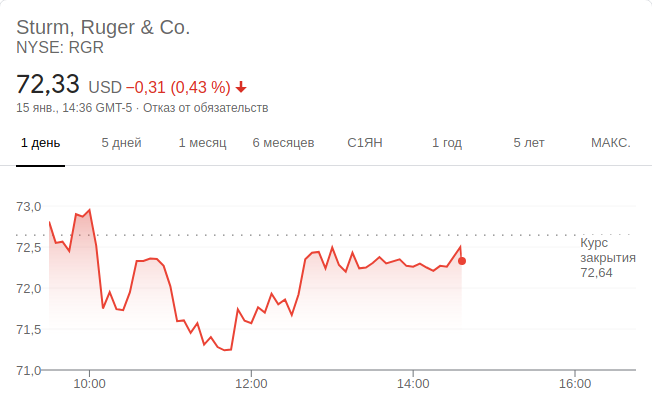 Sturm, Ruger & Co.
NYSE: RGR
72,33 USD −0,31 (0,43 %)
15 янв., 14:36 GMT-5 · Отказ от обязательств
1 день 5 дней 1 месяц 6 месяцев С1ЯН 1 год 5 лет МАКС.
73,0
72,5
72,0
71,5
71,0
Курс
закрытия
72,64
10:00 12:00 14:00 16:00